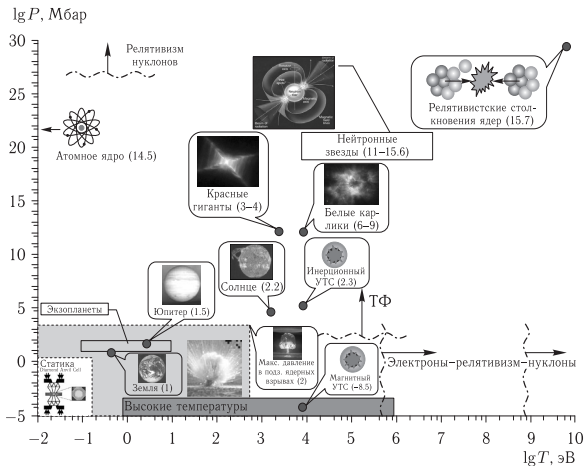 lg P, Мбар
30
25
20
15
10
5
0
−5
Релятивизм
нуклонов
Атомное ядро (14.5)
Релятивистские стол-
кновения ядер (15.7)
Нейтронные
звезды (11−15.6)
Красные
гиганты (3−4)
Белые кар-
лики (6−9)
Солнце (2.2)
Инерционный
УТС (2.3)
ТФ
Юпитер (1.5)
Экзопланеты
Статика
Diamond Anvil Cell
Земля (1)
Макс. давление
в подз. ядерных
взрывах (2)
Магнитный
УТС (−8.5)
Электроны−релятивизм−нуклоны
Высокие температуры
−2 −1 0 1 2 3 4 5 6 7 8 9 10
lg T, эВ